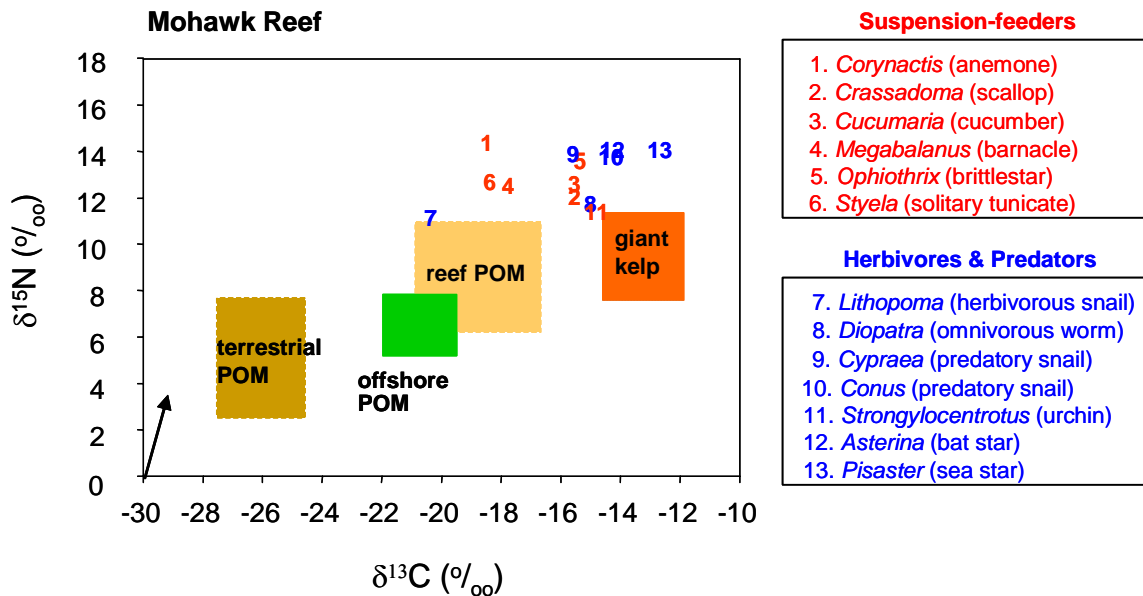 Mohawk Reef
δ¹⁵N (º/ₒₒ)
18
16
14
12
10
8
6
4
2
0
-30
-28
-26
-24
-22
-20
-18
-16
-14
-12
-10
δ¹³C (º/ₒₒ)
1
6
4
7
9
5
3
2
8
11
12
10
13
terrestrial
POM
offshore
POM
reef POM
giant
kelp
Suspension-feeders
1. Corynactis (anemone)
2. Crassadoma (scallop)
3. Cucumaria (cucumber)
4. Megabalanus (barnacle)
5. Ophiothrix (brittlestar)
6. Styela (solitary tunicate)
Herbivores & Predators
7. Lithopoma (herbivorous snail)
8. Diopatra (omnivorous worm)
9. Cypraea (predatory snail)
10. Conus (predatory snail)
11. Strongylocentrotus (urchin)
12. Asterina (bat star)
13. Pisaster (sea star)